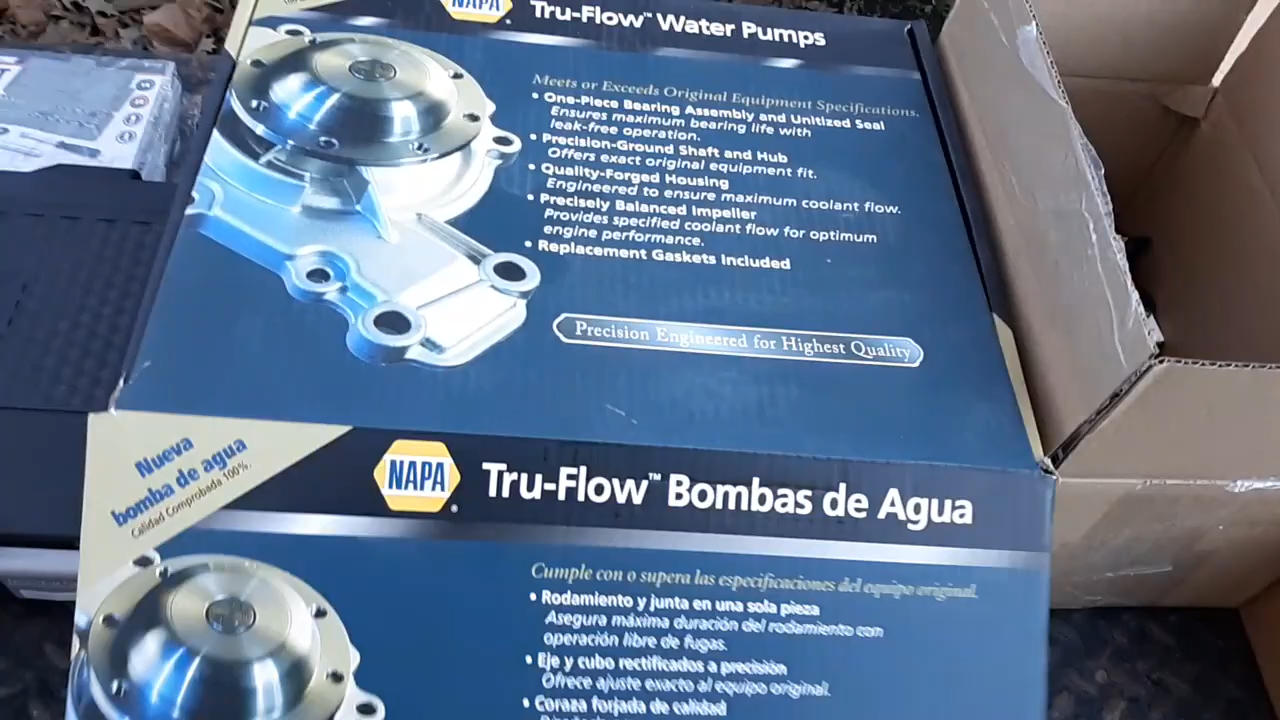 NAPA
Tru-Flow™ Water Pumps
Meets or Exceeds Original Equipment Specifications.
• One-Piece Bearing Assembly and Unitized Seal
Ensures maximum bearing life with
leak-free operation.
• Precision-Ground Shaft and Hub
Offers exact original equipment fit.
• Quality-Forged Housing
Engineered to ensure maximum coolant flow.
• Precisely Balanced Impeller
Provides specified coolant flow for optimum
engine performance.
• Replacement Gaskets Included
Precision Engineered for Highest Quality
Nueva
bomba de agua
Calidad Comprobada 100%.
NAPA®
Tru-Flow™ Bombas de Agua
Cumple con o supera las especificaciones del equipo original.
• Rodamiento y junta en una sola pieza
Asegura máxima duración del rodamiento con
operación libre de fugas.
• Eje y cubo rectificados a precisión
Ofrece ajuste exacto al equipo original.
• Coraza forjada de calidad